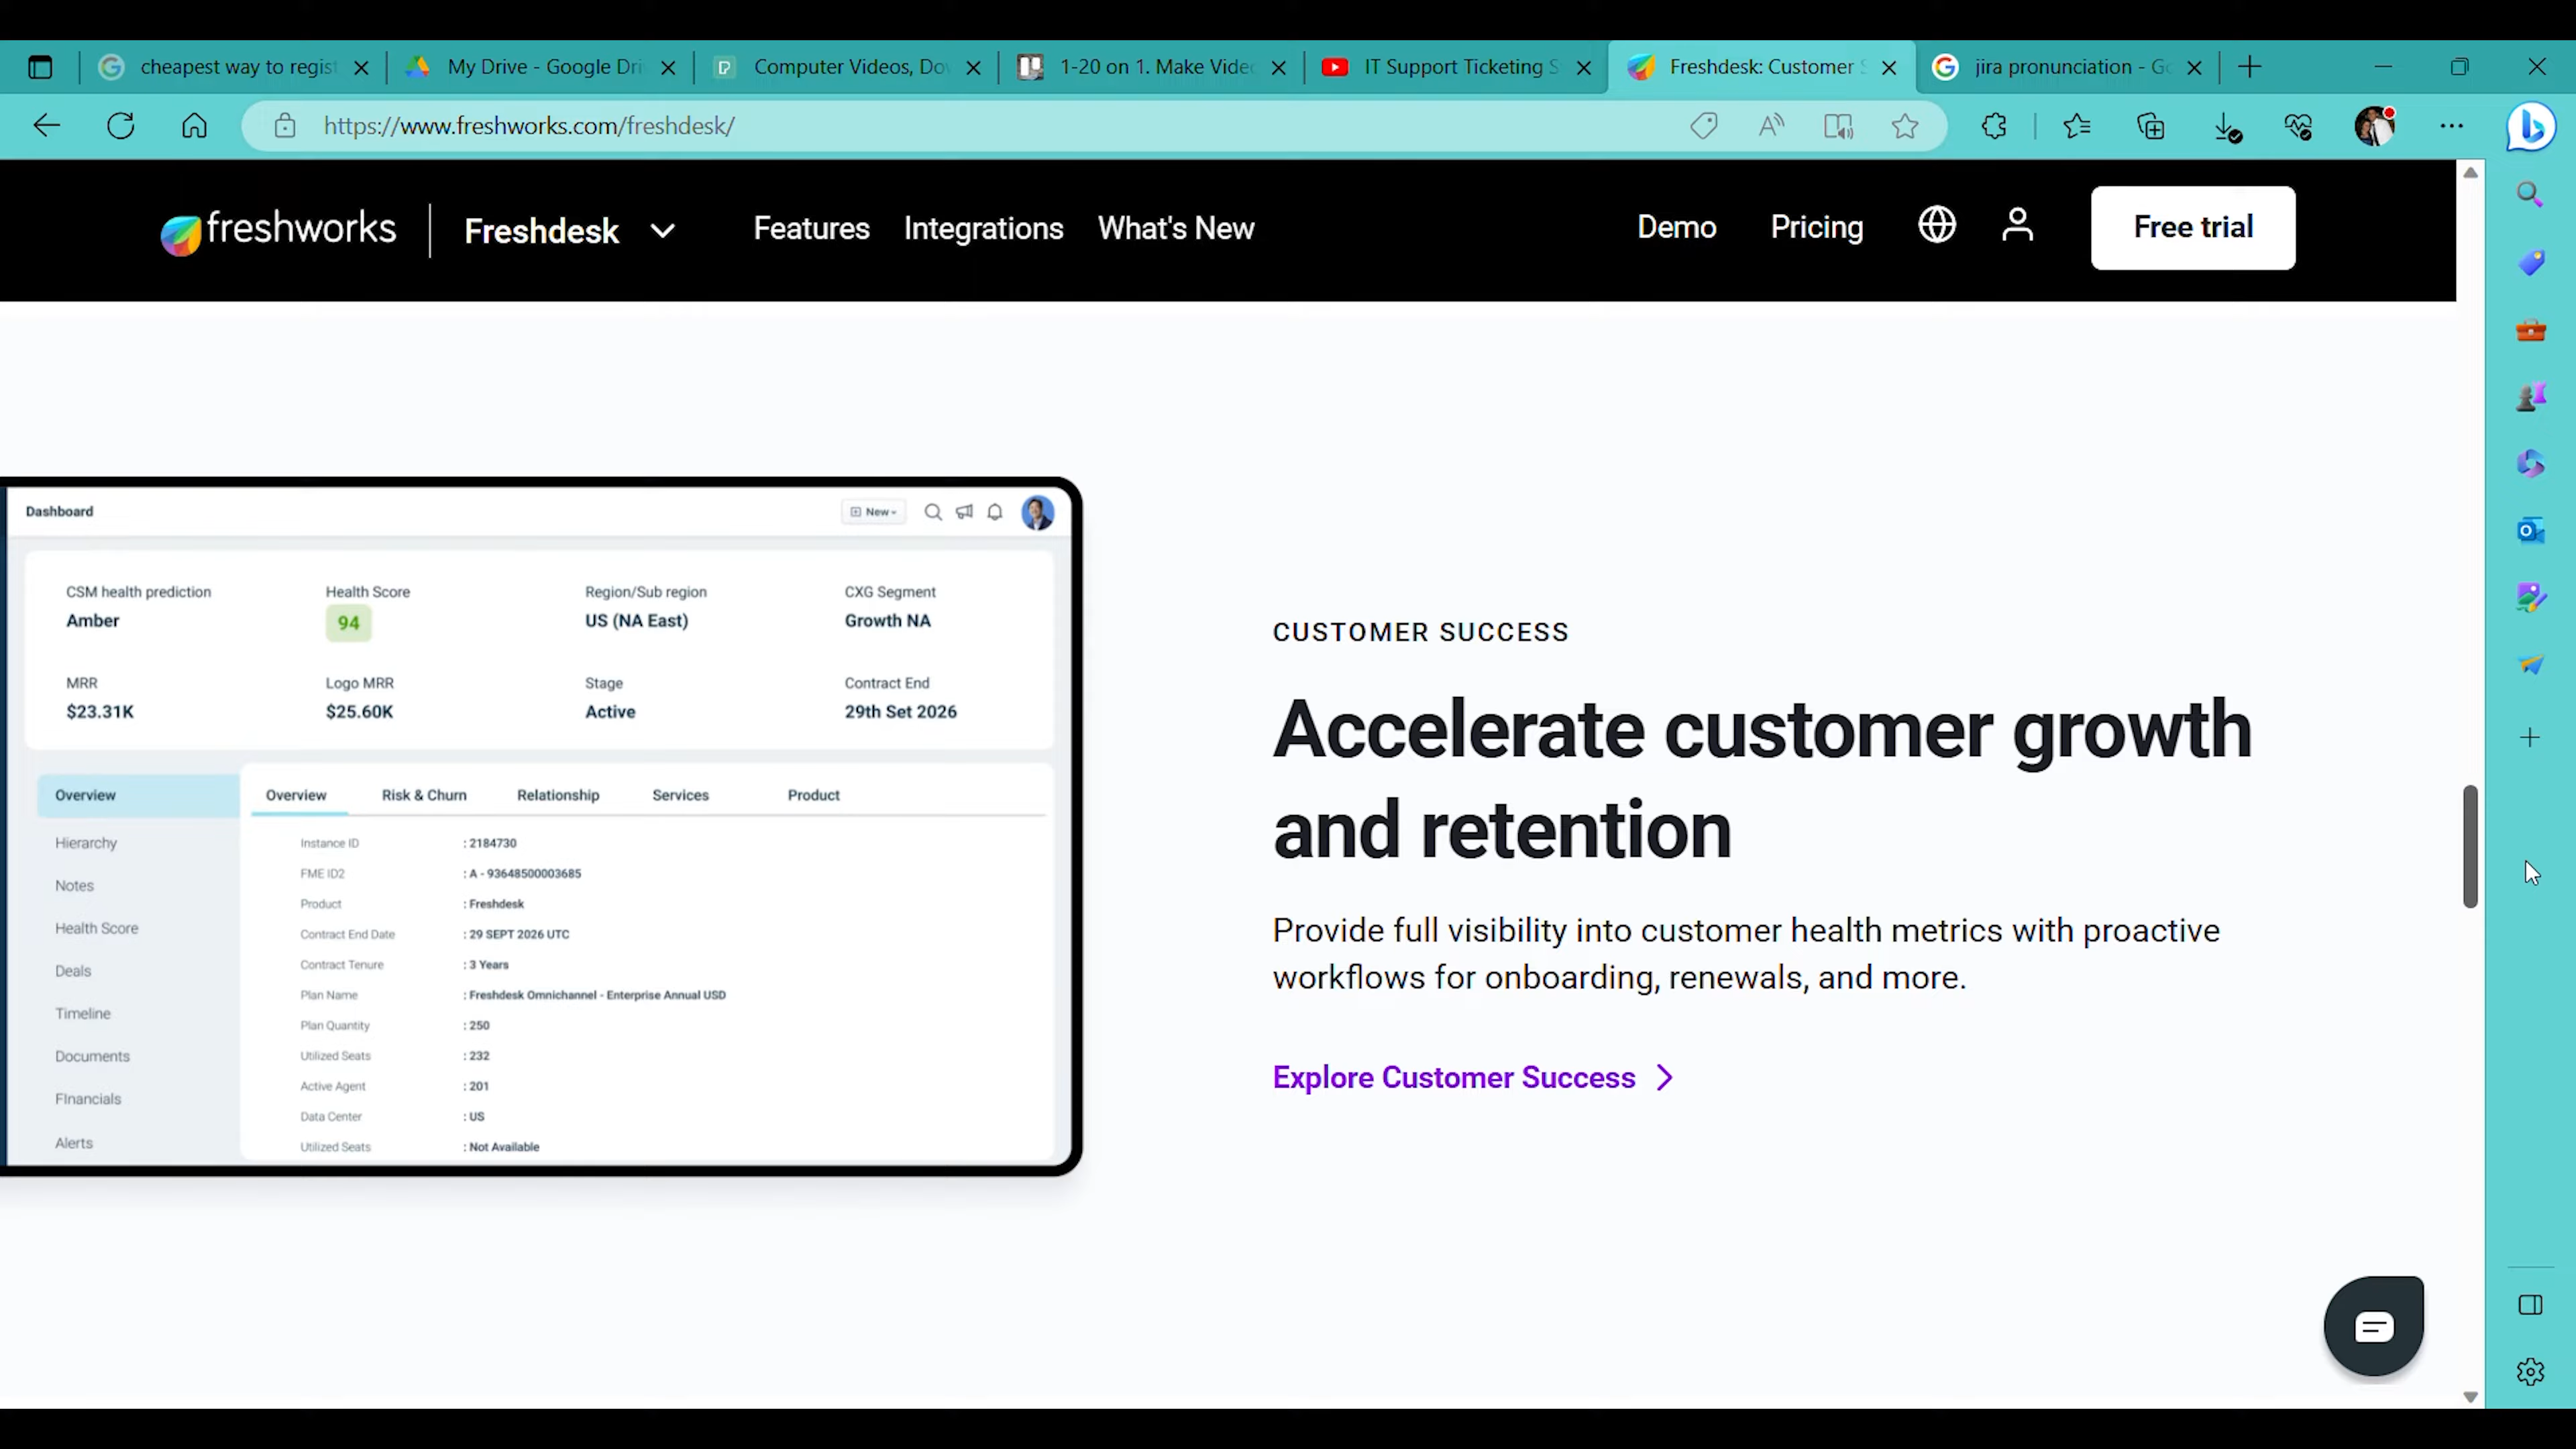 cheapest way to regist
My Drive - Google Dri
Computer Videos, Dow
1-20 on 1. Make Vide
IT Support Ticketing S
Freshdesk: Customer S
jira pronunciation - Go
https://www.freshworks.com/freshdesk/
freshworks
Freshdesk
Features
Integrations
What's New
Demo
Pricing
Free trial
Dashboard
New
CSM health prediction
Health Score
Region/Sub region
CXG Segment
Amber
94
US (NA East)
Growth NA
MRR
Logo MRR
Stage
Contract End
$23.31K
$25.60K
Active
29th Set 2026
Overview
Hierarchy
Notes
Health Score
Deals
Timeline
Documents
FInancials
Alerts
Overview
Risk & Churn
Relationship
Services
Product
Instance ID : 2184730
FME ID2 : A - 93648500003685
Product : Freshdesk
Contract End Date : 29 SEPT 2026 UTC
Contract Tenure : 3 Years
Plan Name : Freshdesk Omnichannel - Enterprise Annual USD
Plan Quantity : 250
Utilized Seats : 232
Active Agent : 201
Data Center : US
Utilized Seats : Not Available
CUSTOMER SUCCESS
Accelerate customer growth
and retention
Provide full visibility into customer health metrics with proactive
workflows for onboarding, renewals, and more.
Explore Customer Success